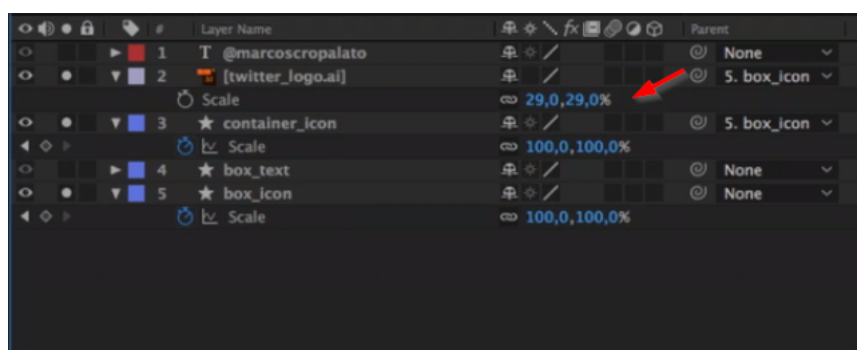 # Layer Name Parent
1 T @marcoscropalato None
2 [twitter_logo.ai] 5. box_icon
Scale 29,0,29,0%
3 container_icon 5. box_icon
Scale 100,0,100,0%
4 box_text None
5 box_icon None
Scale 100,0,100,0%